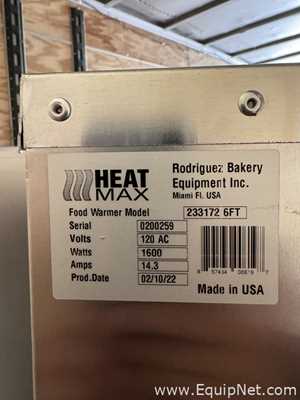 HEAT MAX
Rodriguez Bakery
Equipment Inc.
Miami Fl. USA
Food Warmer Model 233172 6FT
Serial 0200259
Volts 120 AC
Watts 1600
Amps 14.3
Prod.Date 02/10/22
Made in USA
www.EquipNet.com